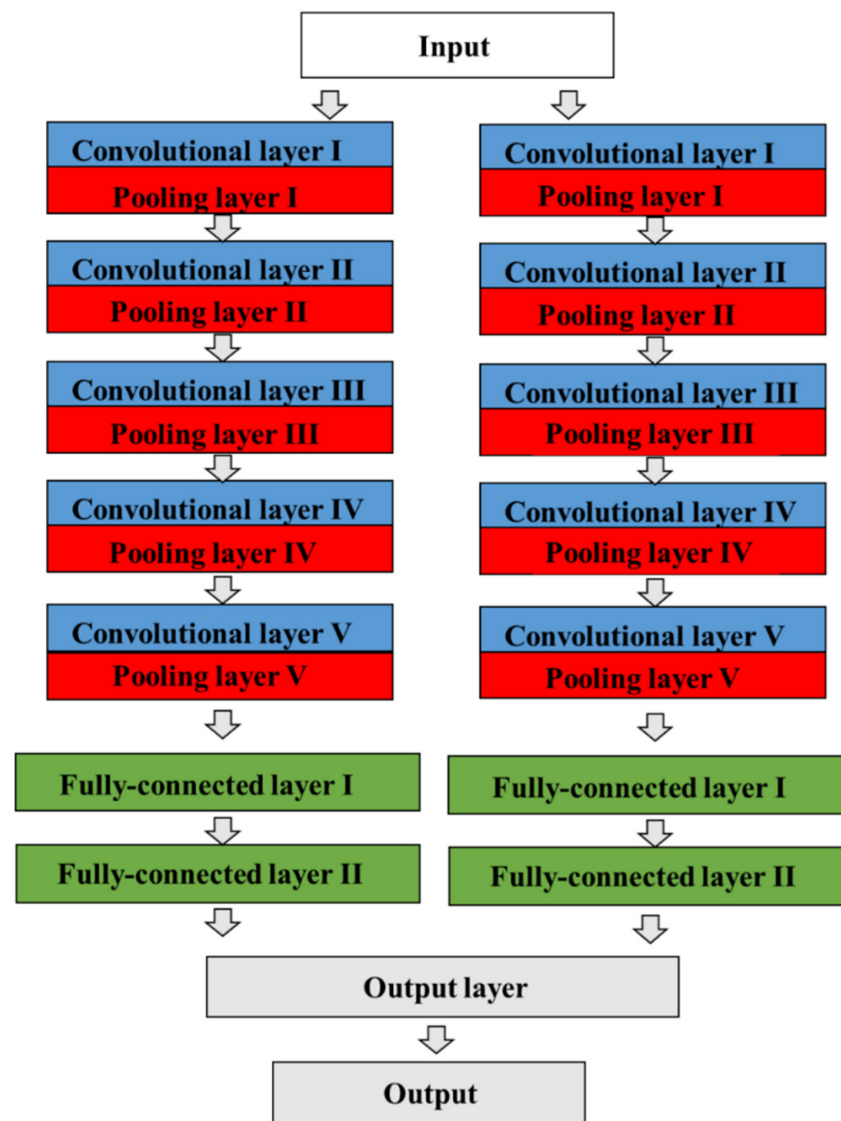 Input
Convolutional layer I
Pooling layer I
Convolutional layer II
Pooling layer II
Convolutional layer III
Pooling layer III
Convolutional layer IV
Pooling layer IV
Convolutional layer V
Pooling layer V
Fully-connected layer I
Fully-connected layer II
Convolutional layer I
Pooling layer I
Convolutional layer II
Pooling layer II
Convolutional layer III
Pooling layer III
Convolutional layer IV
Pooling layer IV
Convolutional layer V
Pooling layer V
Fully-connected layer I
Fully-connected layer II
Output layer
Output